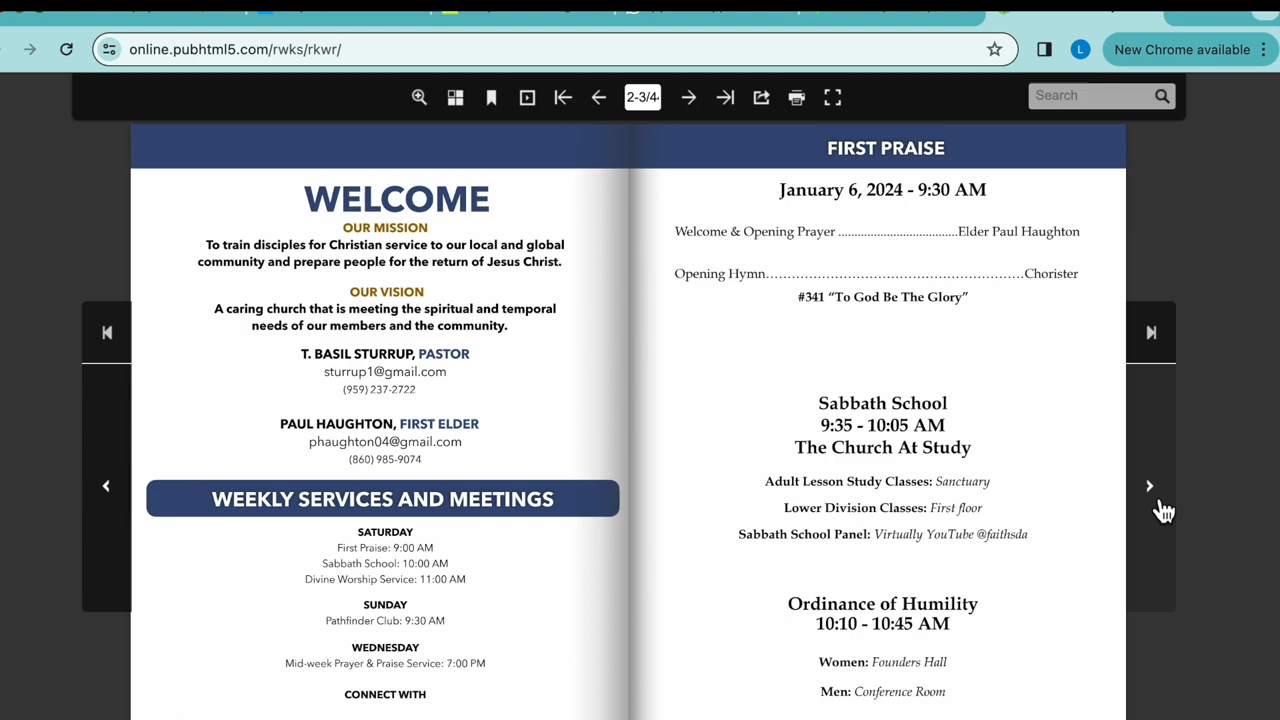 online.pubhtml5.com/rwks/rkwr/
L
New Chrome available
2-3/4
Search
WELCOME
OUR MISSION
To train disciples for Christian service to our local and global
community and prepare people for the return of Jesus Christ.
OUR VISION
A caring church that is meeting the spiritual and temporal
needs of our members and the community.
T. BASIL STURRUP, PASTOR
sturrup1@gmail.com
(959) 237-2722
PAUL HAUGHTON, FIRST ELDER
phaughton04@gmail.com
(860) 985-9074
WEEKLY SERVICES AND MEETINGS
SATURDAY
First Praise: 9:00 AM
Sabbath School: 10:00 AM
Divine Worship Service: 11:00 AM
SUNDAY
Pathfinder Club: 9:30 AM
WEDNESDAY
Mid-week Prayer & Praise Service: 7:00 PM
CONNECT WITH
FIRST PRAISE
January 6, 2024 - 9:30 AM
Welcome & Opening Prayer ....................................Elder Paul Haughton
Opening Hymn……………………………………………………Chorister
#341 “To God Be The Glory”
Sabbath School
9:35 - 10:05 AM
The Church At Study
Adult Lesson Study Classes: Sanctuary
Lower Division Classes: First floor
Sabbath School Panel: Virtually YouTube @faithsda
Ordinance of Humility
10:10 - 10:45 AM
Women: Founders Hall
Men: Conference Room